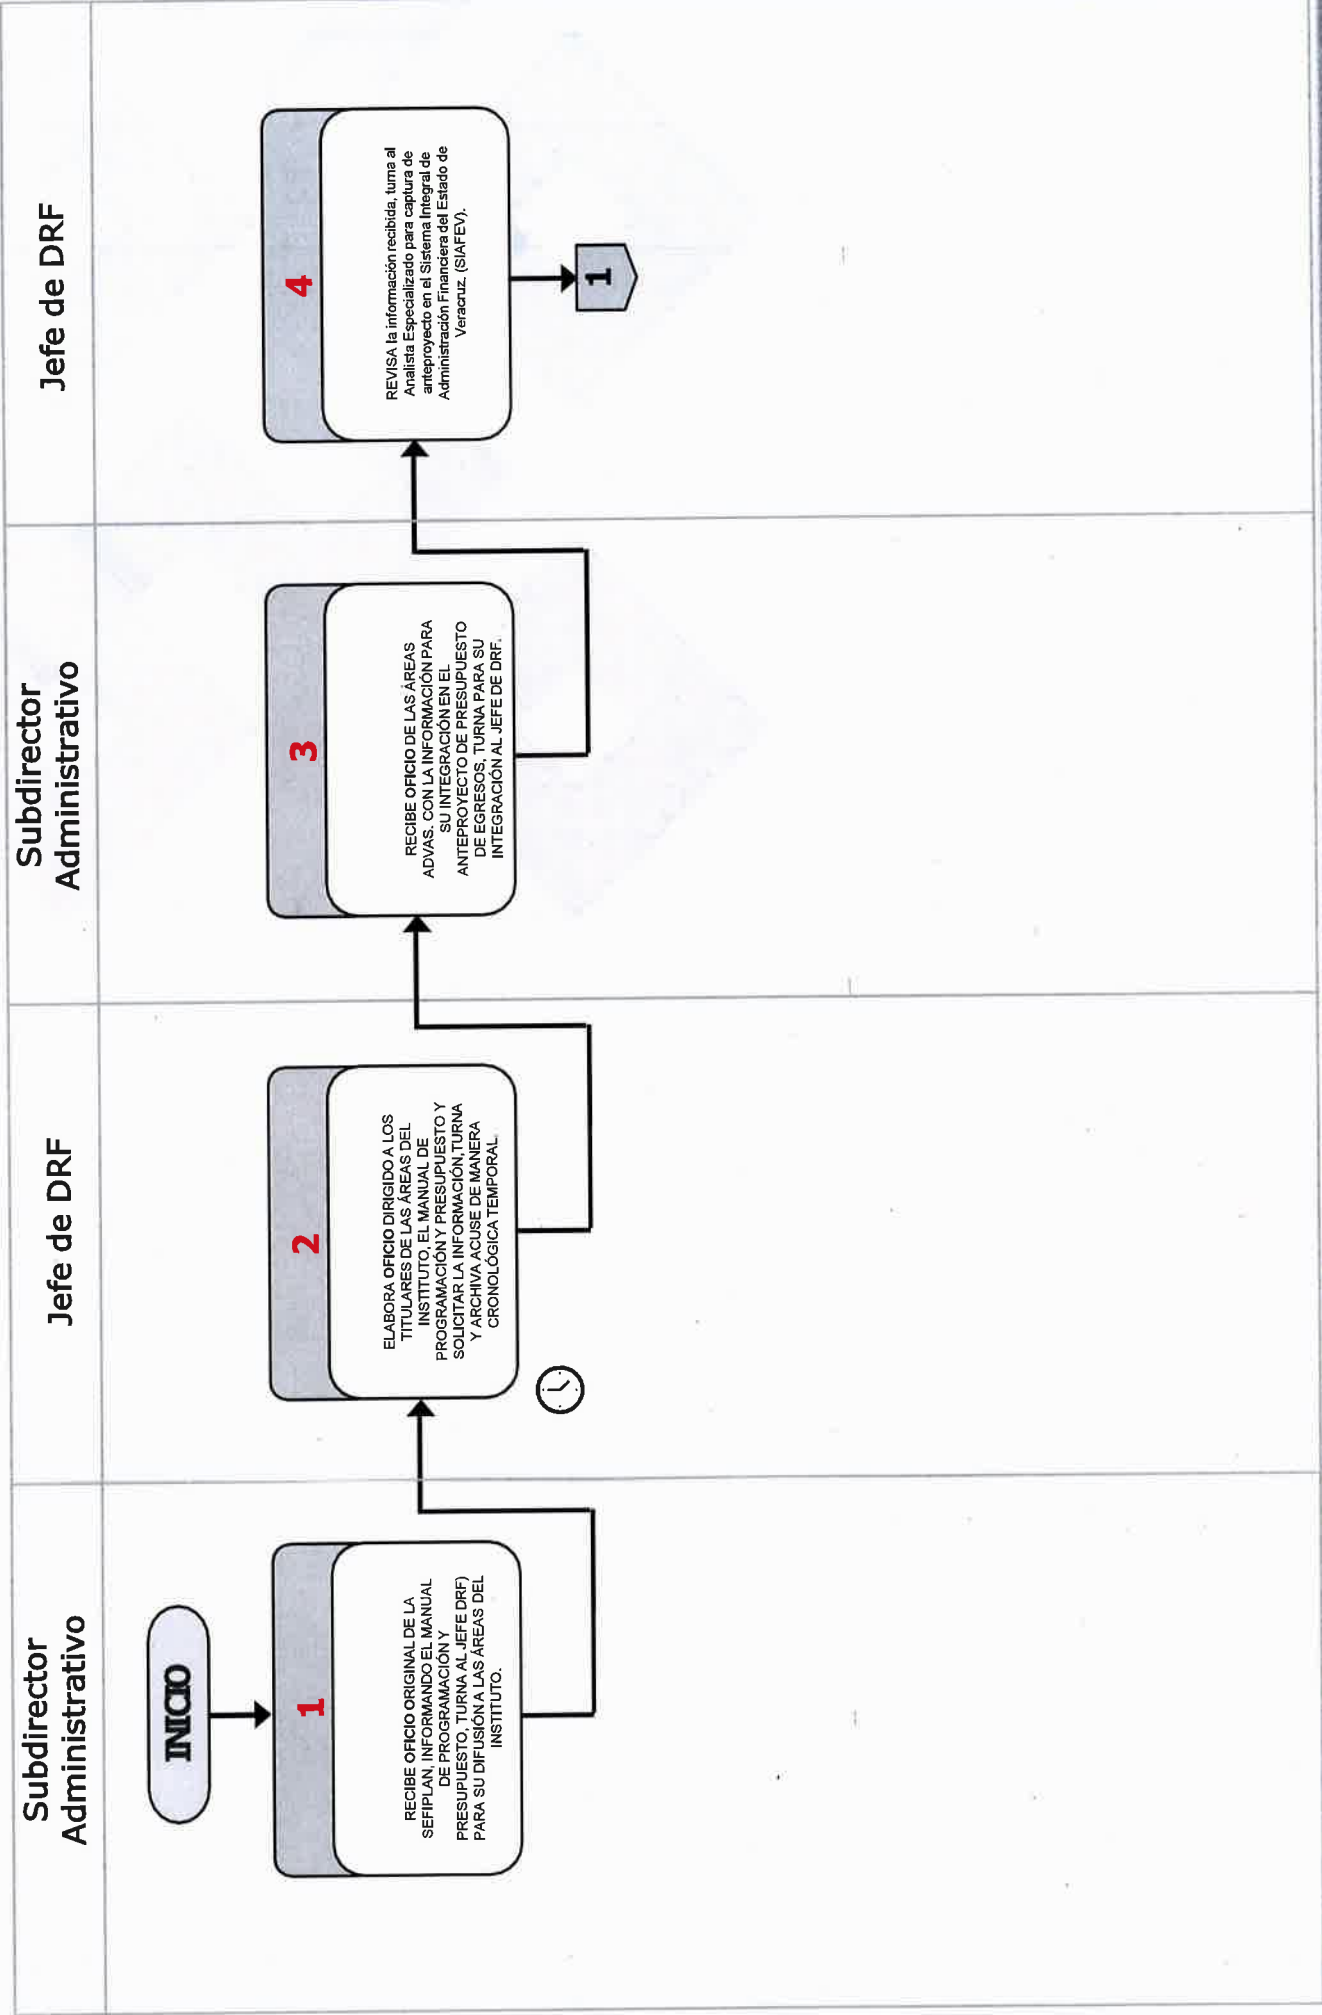 Subdirector
Administrativo
Jefe de DRF
Subdirector
Administrativo
Jefe de DRF
INICIO
1
RECIBE OFICIO ORIGINAL DE LA
SEFIPLAN, INFORMANDO EL MANUAL
DE PROGRAMACIÓN Y
PRESUPUESTO, TURNA AL JEFE DRF)
PARA SU DIFUSIÓN A LAS ÁREAS DEL
INSTITUTO.
2
ELABORA OFICIO DIRIGIDO A LOS
TITULARES DE LAS ÁREAS DEL
INSTITUTO, EL MANUAL DE
PROGRAMACIÓN Y PRESUPUESTO Y
SOLICITAR LA INFORMACIÓN,TURNA
Y ARCHIVA ACUSE DE MANERA
CRONOLÓGICA TEMPORAL.
3
RECIBE OFICIO DE LAS ÁREAS
ADVAS. CON LA INFORMACIÓN PARA
SU INTEGRACIÓN EN EL
ANTEPROYECTO DE PRESUPUESTO
DE EGRESOS, TURNA PARA SU
INTEGRACIÓN AL JEFE DE DRF.
4
REVISA la información recibida, turna al
Analista Especializado para captura de
anteproyecto en el Sistema Integral de
Administración Financiera del Estado de
Veracruz. (SIAFEV).
1